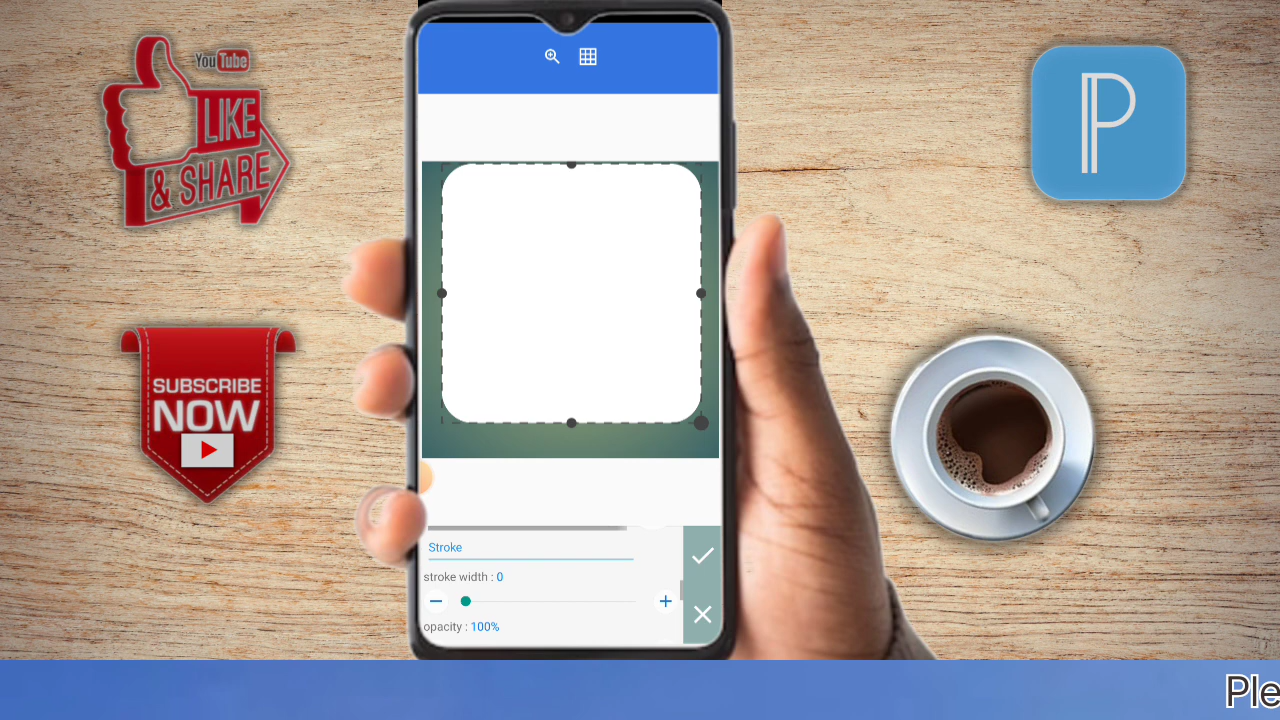 YouTube
LIKE
& SHARE
P
SUBSCRIBE
NOW
Stroke
stroke width : 0
opacity : 100%
Ple